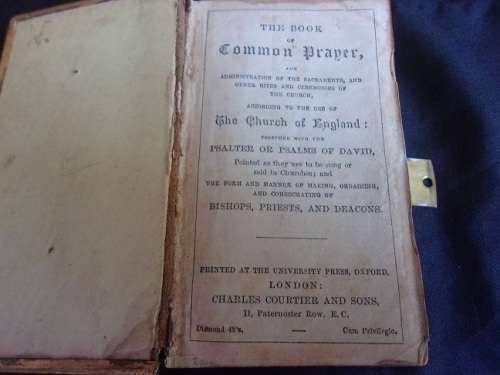 THE BOOK
OF
Common Prayer,
AND
ADMINISTRATION OF THE SACRAMENTS, AND
OTHER RITES AND CEREMONIES OF
THE CHURCH,
ACCORDING TO THE USE OF
The Church of England:
TOGETHER WITH THE
PSALTER OR PSALMS OF DAVID,
Pointed as they are to be sung or
said in Churches; and
THE FORM AND MANNER OF MAKING, ORDAINING,
AND CONSECRATING OF
BISHOPS, PRIESTS, AND DEACONS.
PRINTED AT THE UNIVERSITY PRESS, OXFORD.
LONDON:
CHARLES COURTIER AND SONS,
11, Paternoster Row, E.C.
Diamond 48's. Cum Privilegio.